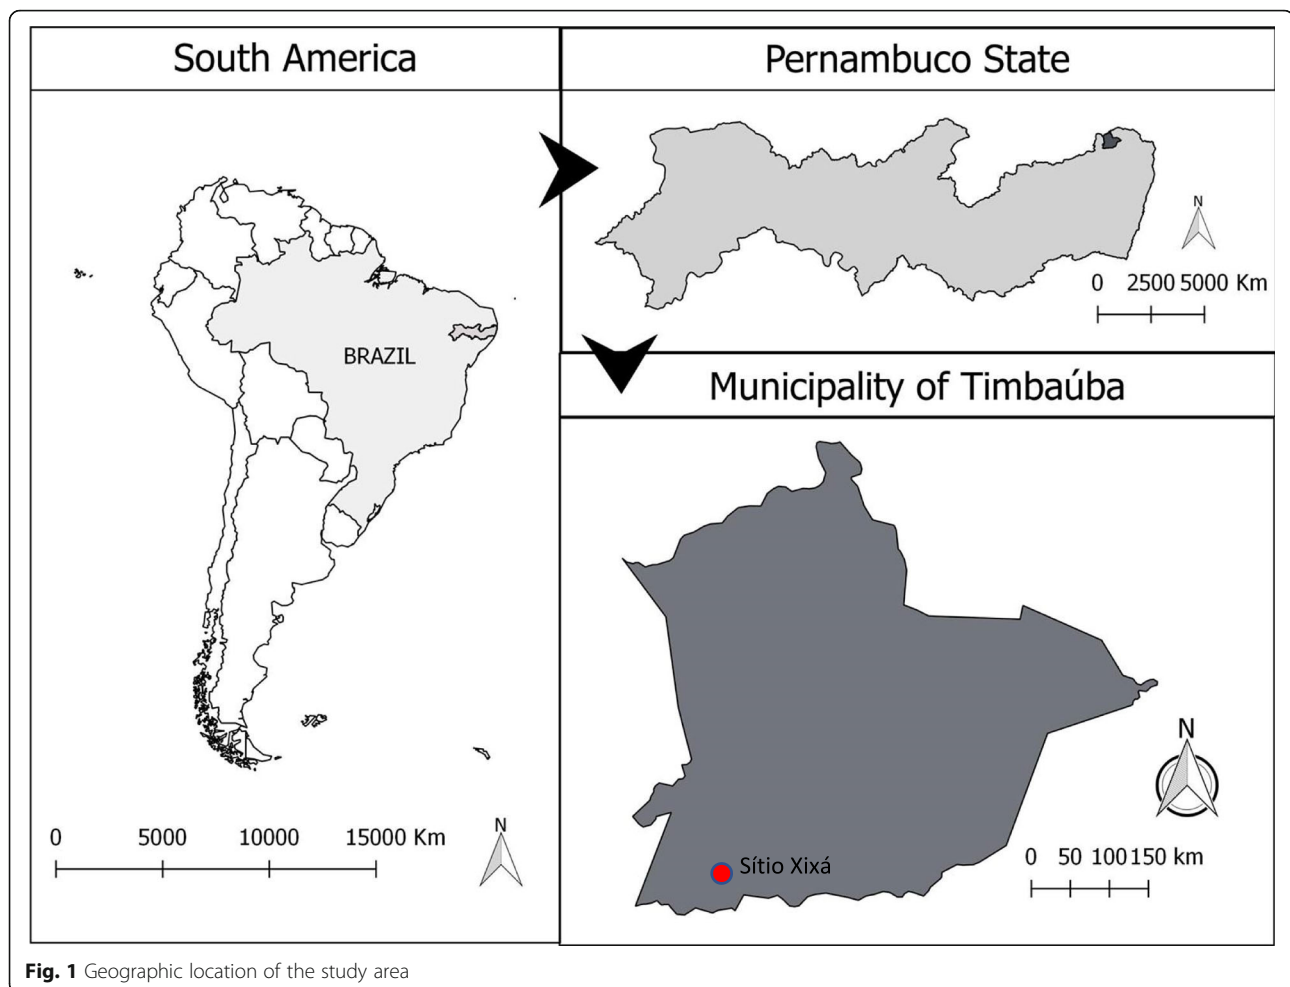 South America
BRAZIL
0 5000 10000 15000 Km
N
Pernambuco State
N
0 2500 5000 Km
Municipality of Timbaúba
Sítio Xixá
N
0 50 100 150 km
Fig. 1 Geographic location of the study area